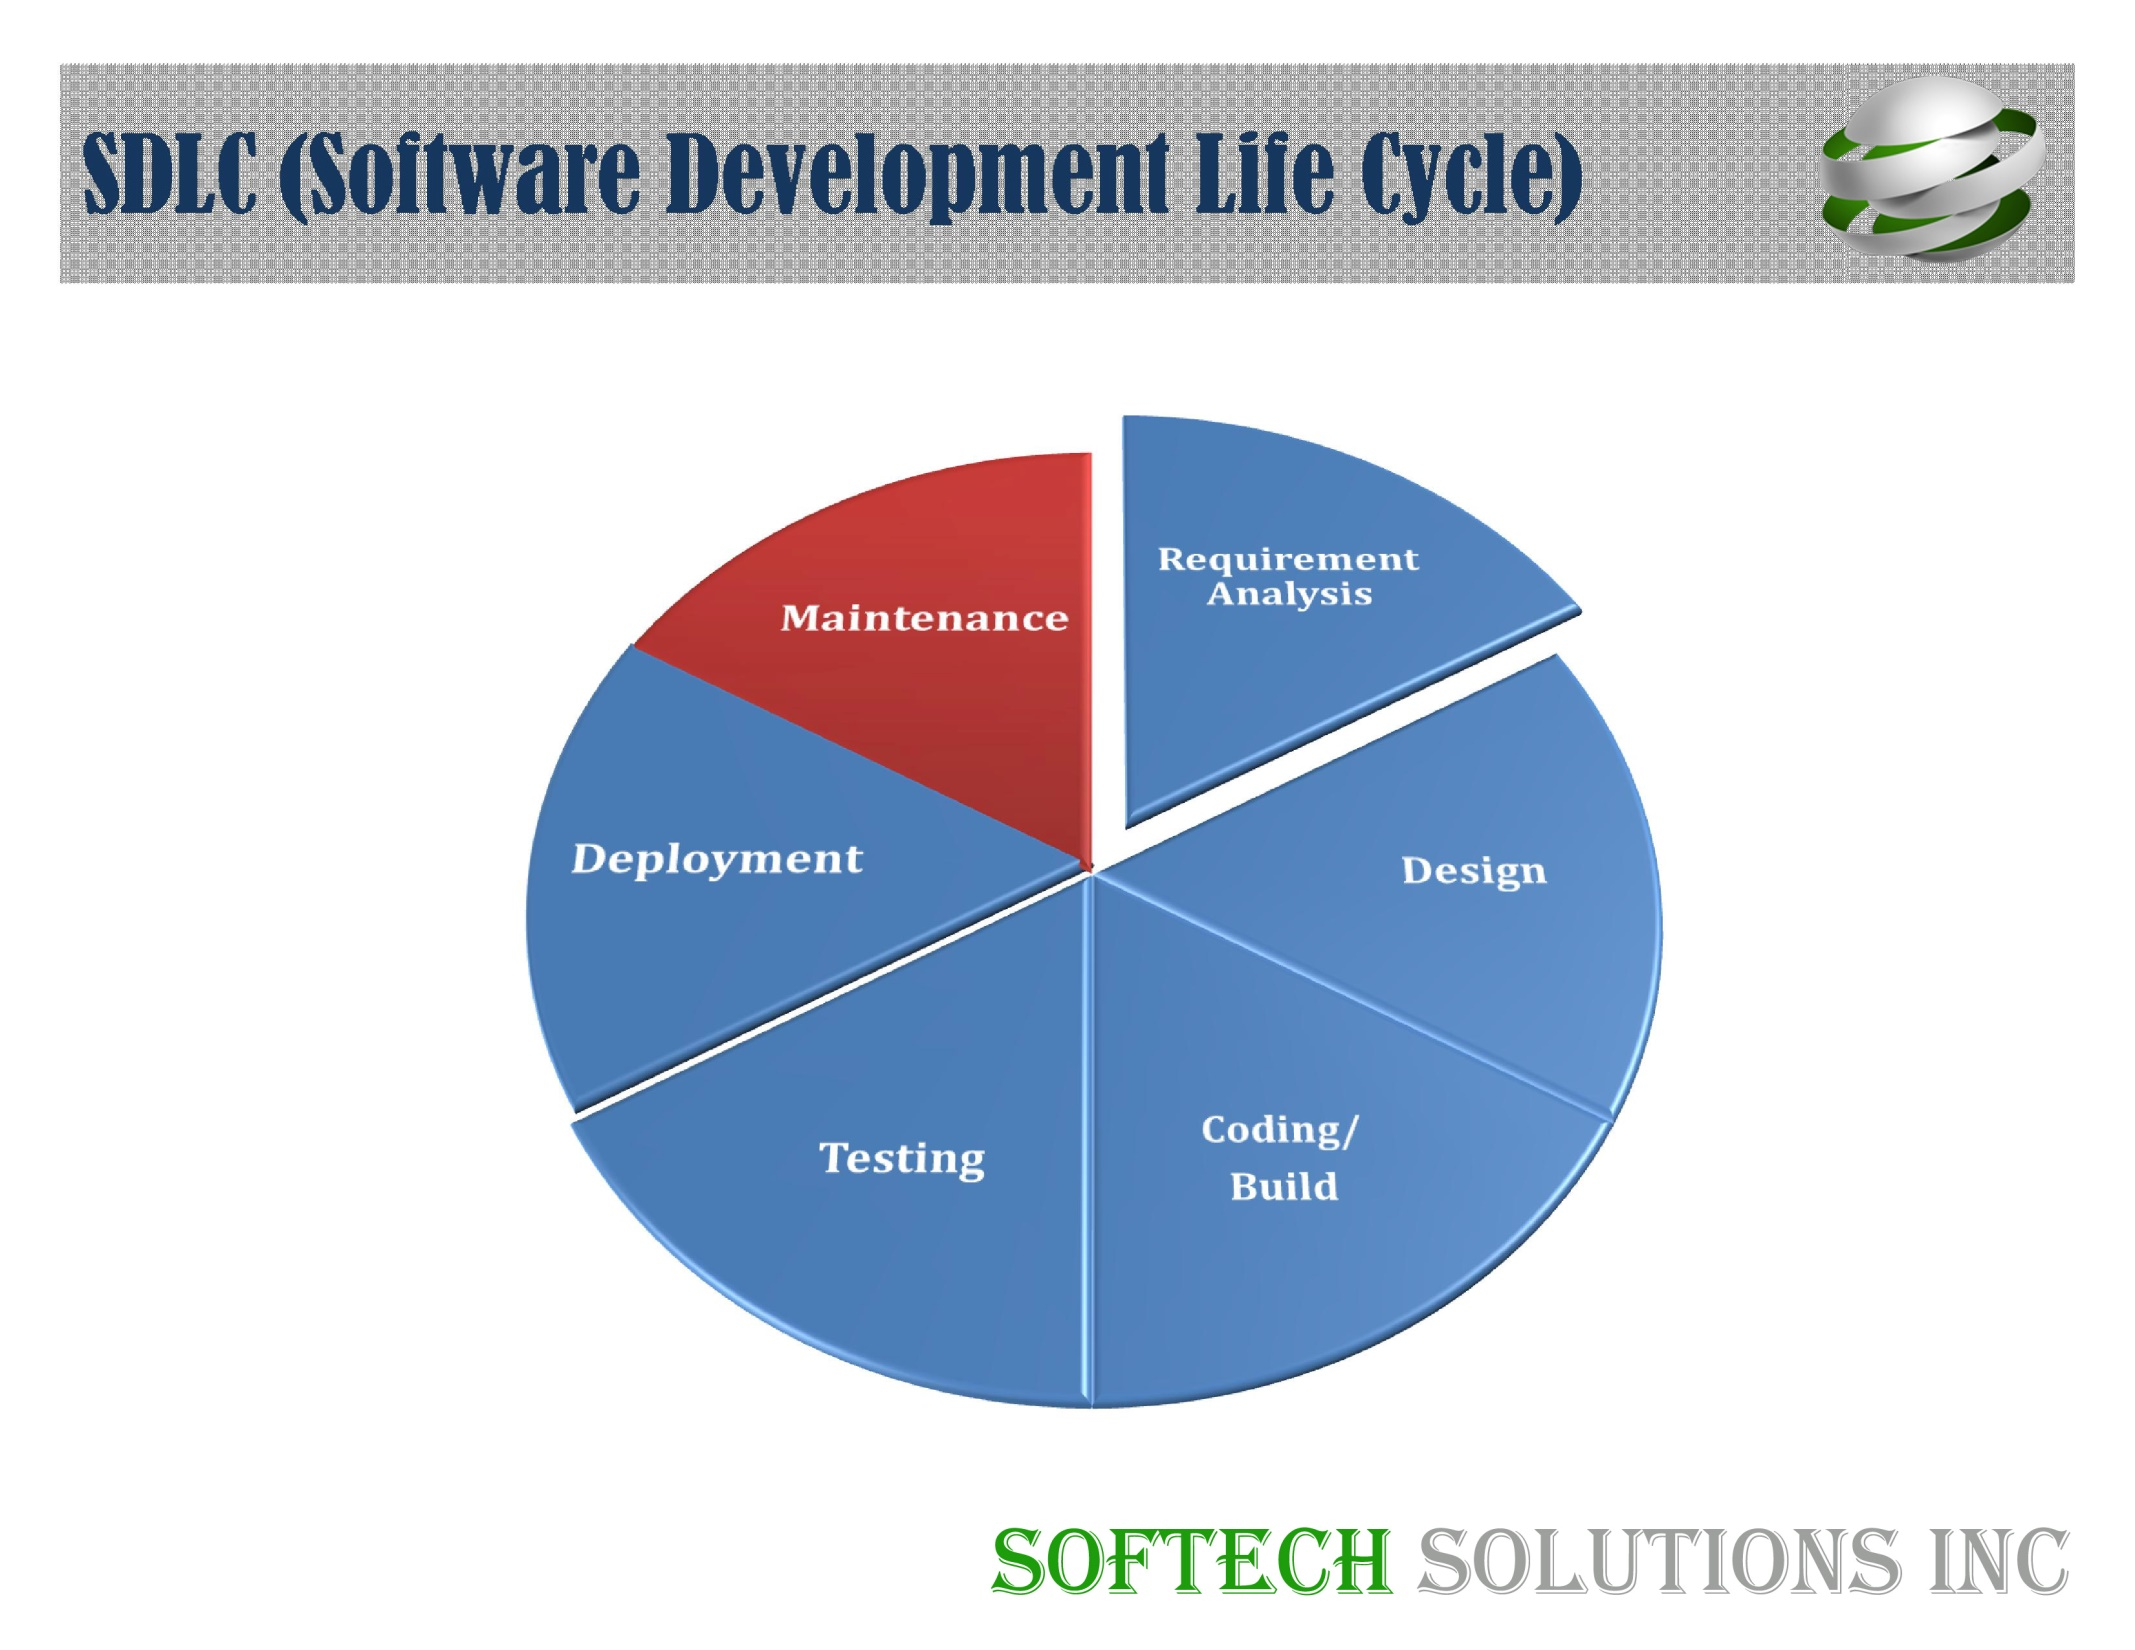 SDLC (Software Development Life Cycle)
Requirement
Analysis
Maintenance
Deployment
Design
Testing
Coding/
Build
SOFTECH SOLUTIONS INC